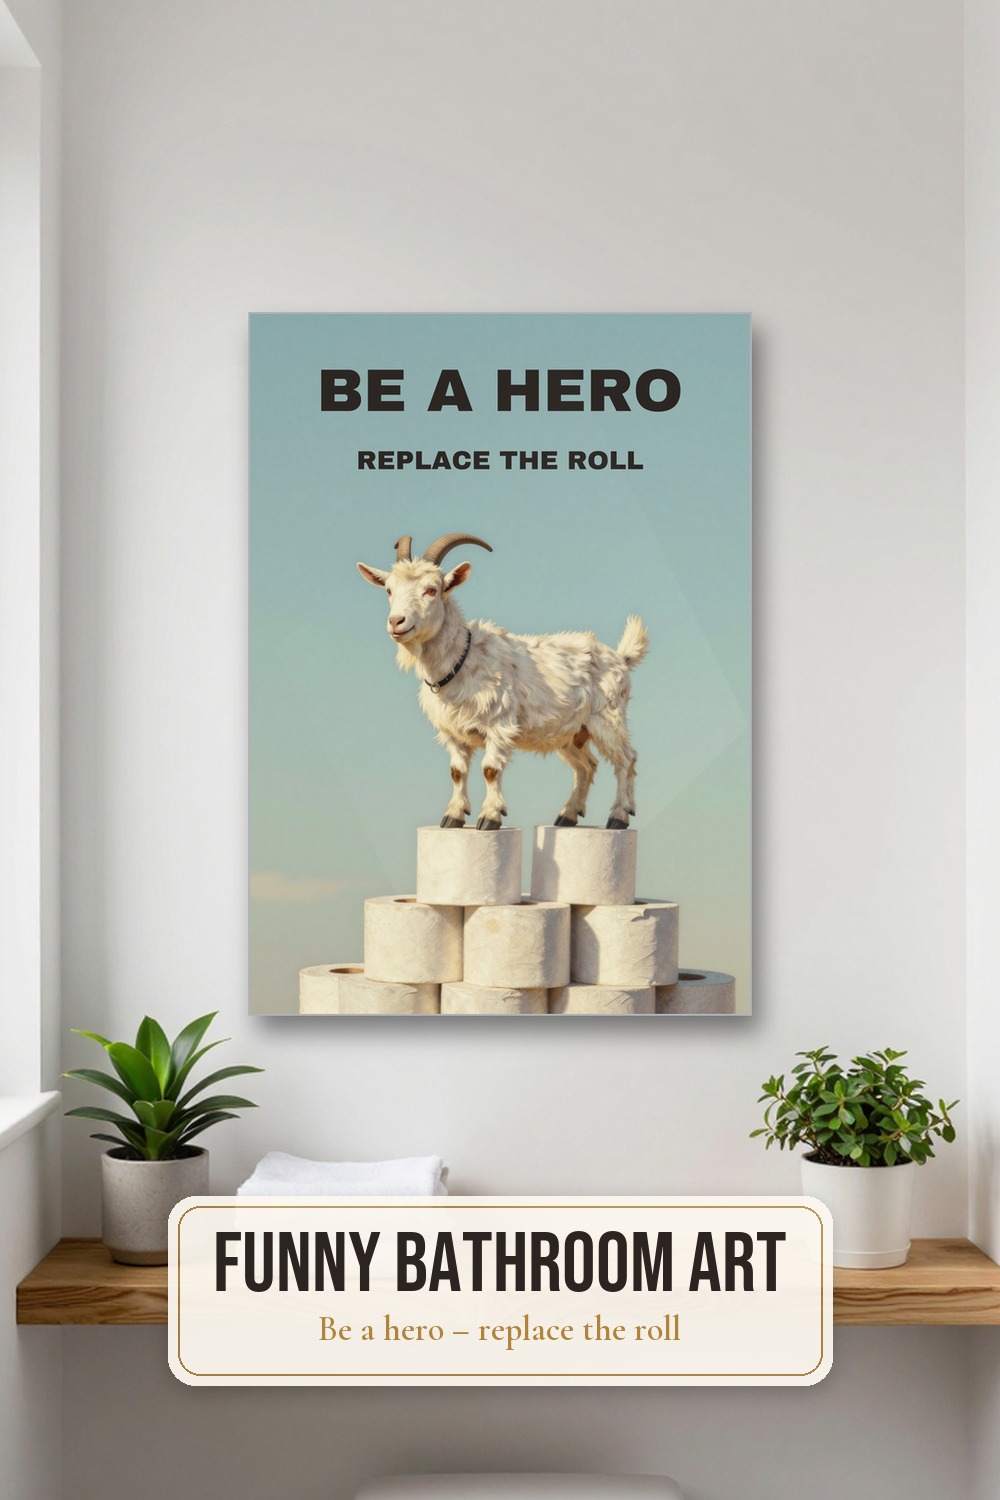 BE A HERO
REPLACE THE ROLL
FUNNY BATHROOM ART
Be a hero – replace the roll